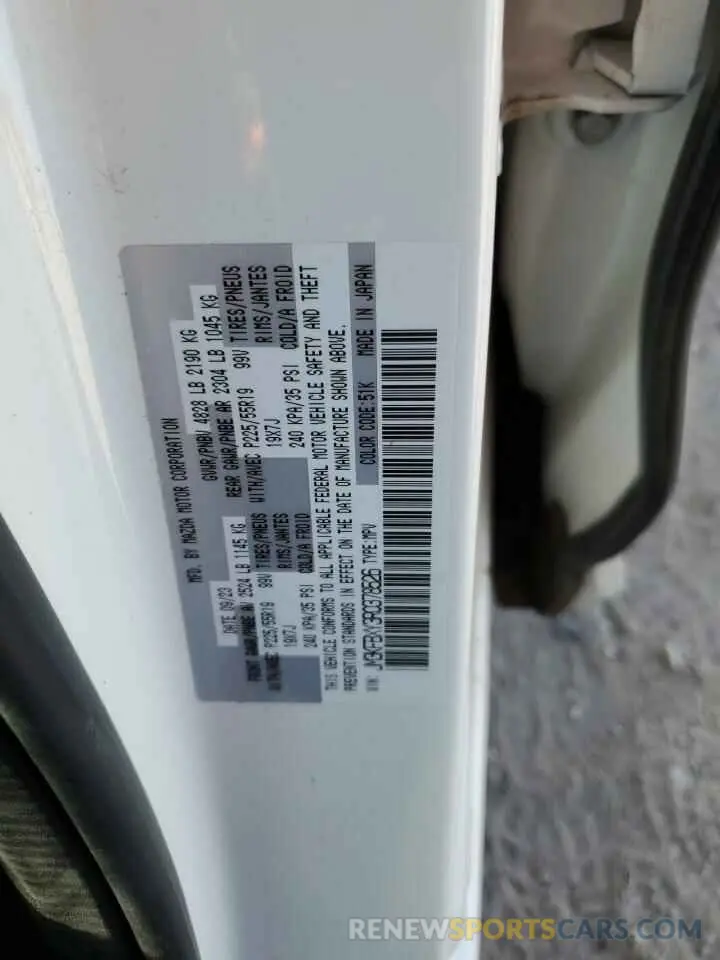 MFD. BY MAZDA MOTOR CORPORATION
DATE 09/23 GVWR/PNBV 4828 LB 2190 KG
FRONT GAWR/PNBE AV 2524 LB 1145 KG REAR GAWR/PNBE AR 2304 LB 1045 KG
WITH/AVEC P225/55R19 99V TIRES/PNEUS WITH/AVEC P225/55R19 99V TIRES/PNEUS
19X7J RIMS/JANTES 19X7J RIMS/JANTES
240 KPA/35 PSI COLD/A FROID 240 KPA/35 PSI COLD/A FROID
THIS VEHICLE CONFORMS TO ALL APPLICABLE FEDERAL MOTOR VEHICLE SAFETY AND THEFT
PREVENTION STANDARDS IN EFFECT ON THE DATE OF MANUFACTURE SHOWN ABOVE.
VIN: TYPE:MPV COLOR CODE:51K MADE IN JAPAN
RENEWSPORTSCARS.COM